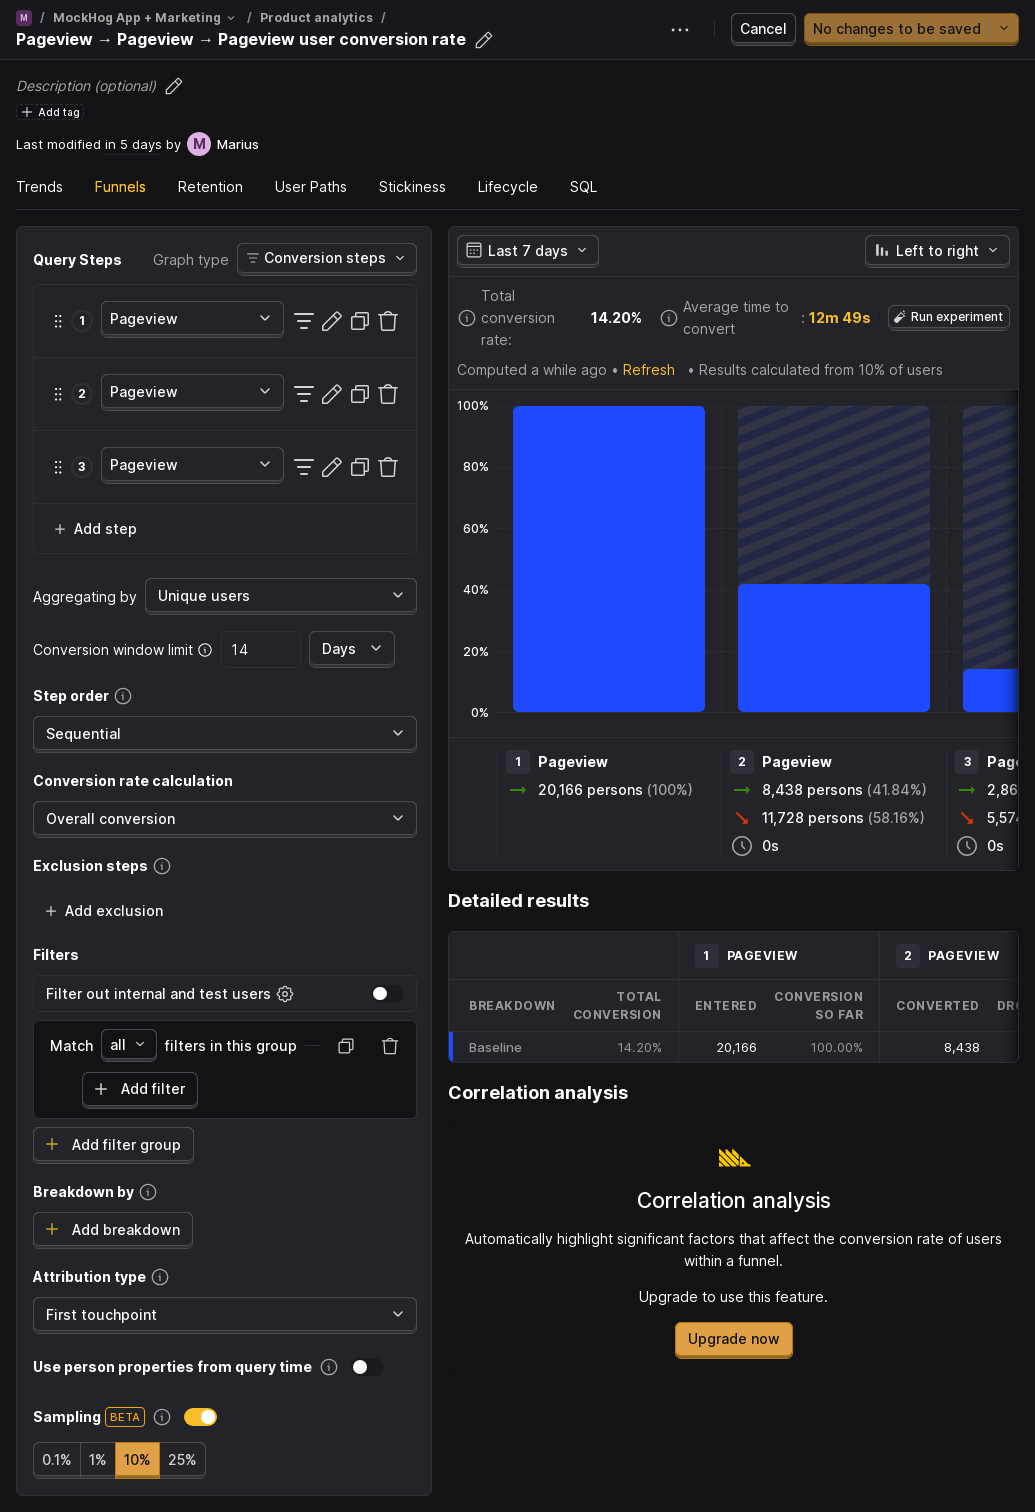 M / MockHog App + Marketing / Product analytics /
Pageview → Pageview → Pageview user conversion rate
Cancel
No changes to be saved
Description (optional)
Add tag
Last modified in 5 days by M Marius
Trends Funnels Retention User Paths Stickiness Lifecycle SQL
Query Steps
Graph type
Conversion steps
1 Pageview
2 Pageview
3 Pageview
Add step
Aggregating by Unique users
Conversion window limit 14 Days
Step order
Sequential
Conversion rate calculation
Overall conversion
Exclusion steps
Add exclusion
Filters
Filter out internal and test users
Match all filters in this group
Add filter
Add filter group
Breakdown by
Add breakdown
Attribution type
First touchpoint
Use person properties from query time
Sampling BETA
0.1% 1% 10% 25%
Last 7 days
Left to right
Total
conversion
rate:
14.20%
Average time to
convert
: 12m 49s
Run experiment
Computed a while ago • Refresh • Results calculated from 10% of users
100%
80%
60%
40%
20%
0%
1 Pageview
20,166 persons (100%)
2 Pageview
8,438 persons (41.84%)
11,728 persons (58.16%)
0s
3 Page
2,86
5,574
0s
Detailed results
1 PAGEVIEW 2 PAGEVIEW
BREAKDOWN
TOTAL
CONVERSION
ENTERED
CONVERSION
SO FAR
CONVERTED
DRO
Baseline 14.20% 20,166 100.00% 8,438
Correlation analysis
Correlation analysis
Automatically highlight significant factors that affect the conversion rate of users
within a funnel.
Upgrade to use this feature.
Upgrade now